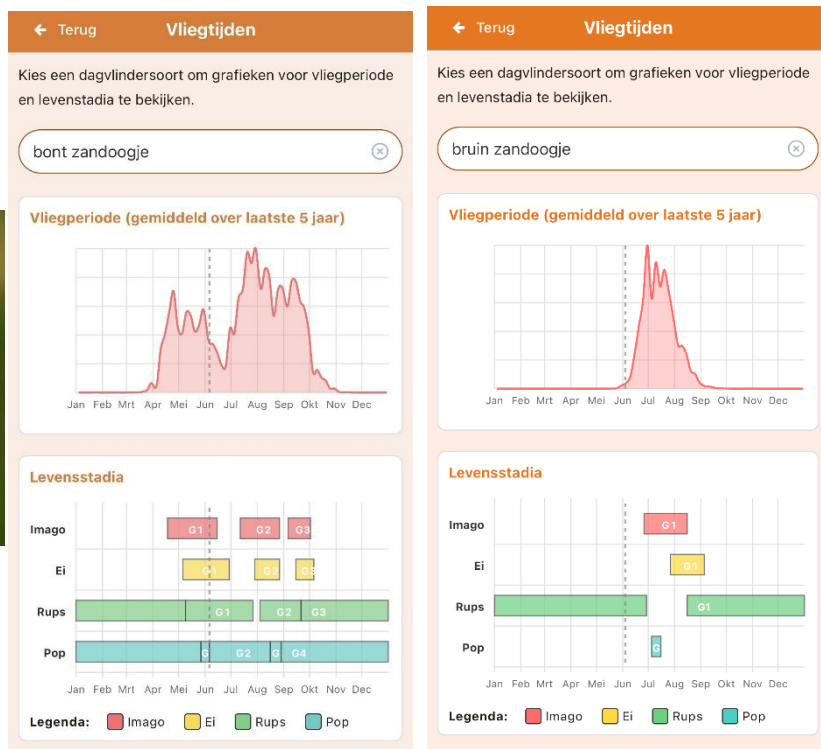 ← Terug Vliegtijden
Kies een dagvlindersoort om grafieken voor vliegperiode
en levenstadia te bekijken.
bont zandoogje
Vliegperiode (gemiddeld over laatste 5 jaar)
Jan Feb Mrt Apr Mei Jun Jul Aug Sep Okt Nov Dec
Levensstadia
Imago G1 G2 G3
Ei G1 G2 G3
Rups G1 G2 G3
Pop G G2 G G4
Jan Feb Mrt Apr Mei Jun Jul Aug Sep Okt Nov Dec
Legenda: Imago Ei Rups Pop
← Terug Vliegtijden
Kies een dagvlindersoort om grafieken voor vliegperiode
en levenstadia te bekijken.
bruin zandoogje
Vliegperiode (gemiddeld over laatste 5 jaar)
Jan Feb Mrt Apr Mei Jun Jul Aug Sep Okt Nov Dec
Levensstadia
Imago G1
Ei G1
Rups G1
Pop G
Jan Feb Mrt Apr Mei Jun Jul Aug Sep Okt Nov Dec
Legenda: Imago Ei Rups Pop